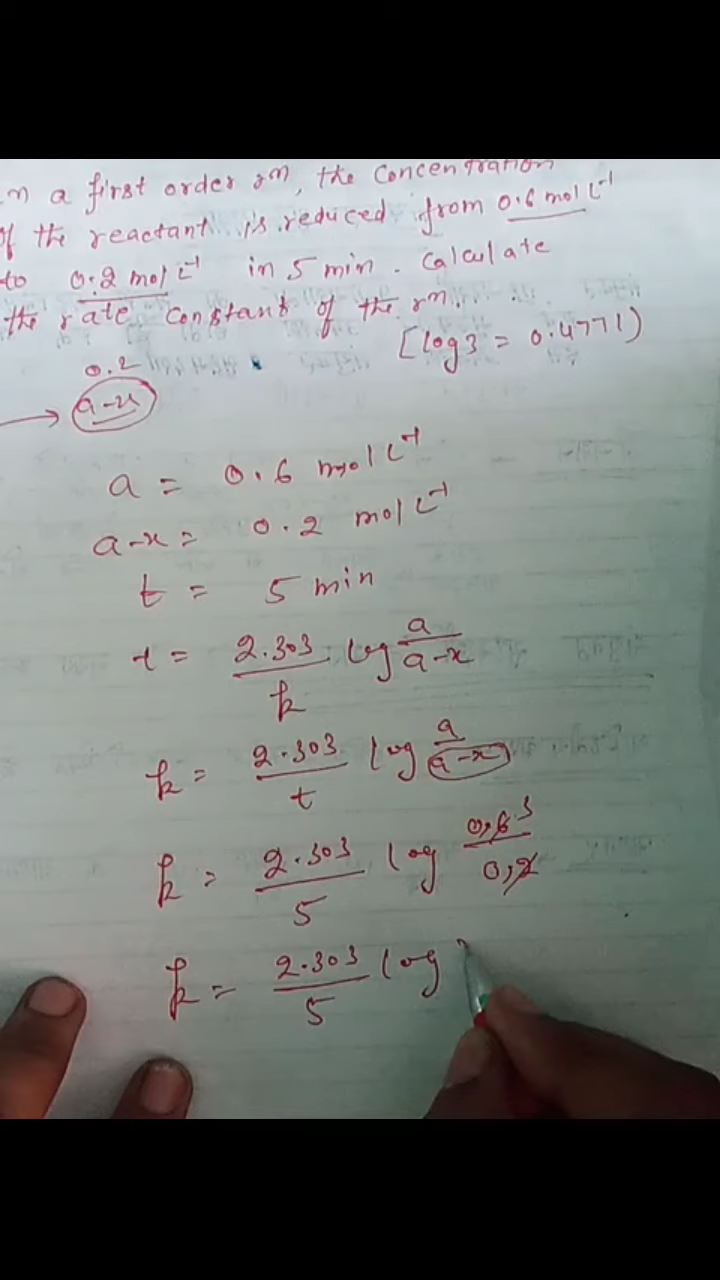 In a first order rxn, the concentration
of the reactant is reduced from 0.6 mol L⁻¹
to 0.2 mol L⁻¹ in 5 min. Calculate
the rate constant of the rxn.
[log3 = 0.4771)
0.2
→ a-x
a = 0.6 mol L⁻¹
a-x = 0.2 mol L⁻¹
t = 5 min
t = 2.303/k log a/a-x
k = 2.303/t log a/a-x
k = 2.303/5 log 0.6/0.2 3
k = 2.303/5 log